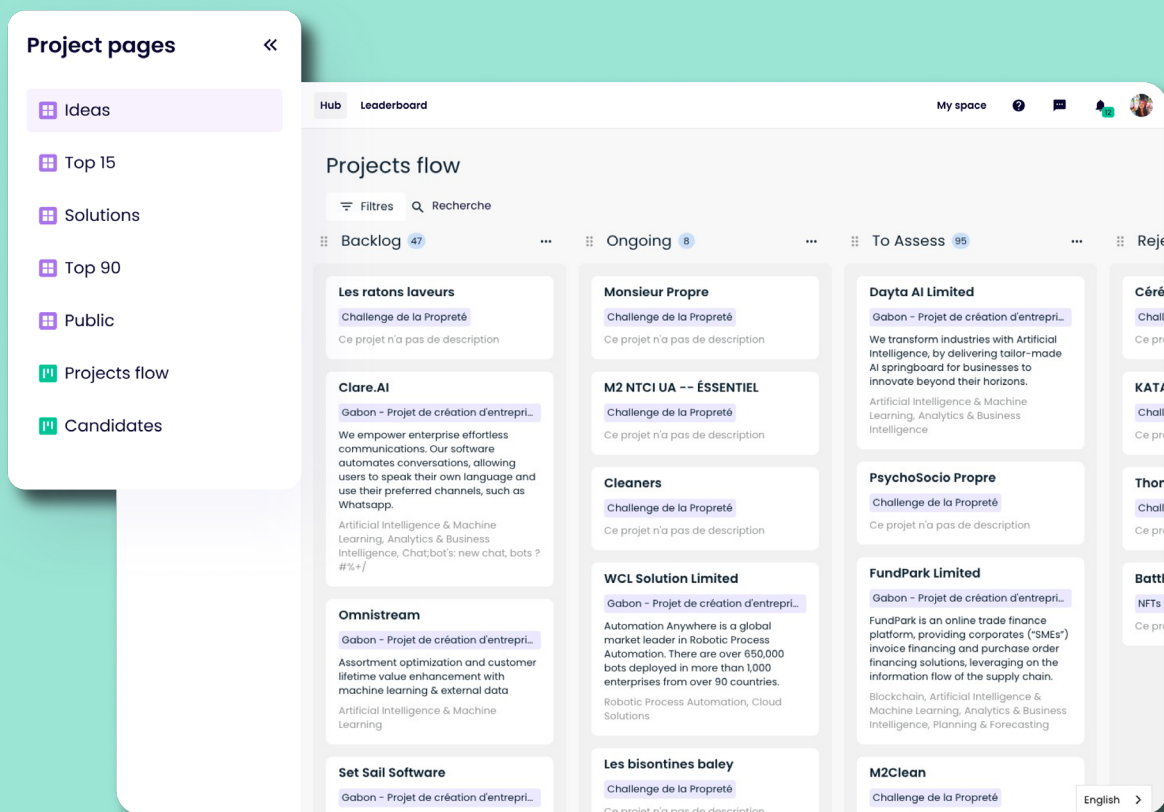 Project pages
Ideas
Top 15
Solutions
Top 90
Public
Projects flow
Candidates
Hub
Leaderboard
My space
12
Projects flow
Filtres
Recherche
Backlog 47
Les ratons laveurs
Challenge de la Propreté
Ce projet n'a pas de description
Clare.AI
Gabon - Projet de création d'entrepri...
We empower enterprise effortless
communications. Our software
automates conversations, allowing
users to speak their own language and
use their preferred channels, such as
Whatsapp.
Artificial Intelligence & Machine
Learning, Analytics & Business
Intelligence, Chat;bot's: new chat, bots ?
#%+/
Omnistream
Gabon - Projet de création d'entrepri...
Assortment optimization and customer
lifetime value enhancement with
machine learning & external data
Artificial Intelligence & Machine
Learning
Set Sail Software
Gabon - Projet de création d'entrepri...
Ongoing 8
Monsieur Propre
Challenge de la Propreté
Ce projet n'a pas de description
M2 NTCI UA -- ÉSSENTIEL
Challenge de la Propreté
Ce projet n'a pas de description
Cleaners
Challenge de la Propreté
Ce projet n'a pas de description
WCL Solution Limited
Gabon - Projet de création d'entrepri...
Automation Anywhere is a global
market leader in Robotic Process
Automation. There are over 650,000
bots deployed in more than 1,000
enterprises from over 90 countries.
Robotic Process Automation, Cloud
Solutions
Les bisontines baley
Challenge de la Propreté
Ce projet n'a pas de description
To Assess 95
Dayta AI Limited
Gabon - Projet de création d'entrepri...
We transform industries with Artificial
Intelligence, by delivering tailor-made
AI springboard for businesses to
innovate beyond their horizons.
Artificial Intelligence & Machine
Learning, Analytics & Business
Intelligence
PsychoSocio Propre
Challenge de la Propreté
Ce projet n'a pas de description
FundPark Limited
Gabon - Projet de création d'entrepri...
FundPark is an online trade finance
platform, providing corporates (“SMEs”)
invoice financing and purchase order
financing solutions, leveraging on the
information flow of the supply chain.
Blockchain, Artificial Intelligence &
Machine Learning, Analytics & Business
Intelligence, Planning & Forecasting
M2Clean
Challenge de la Propreté
NFTs
English